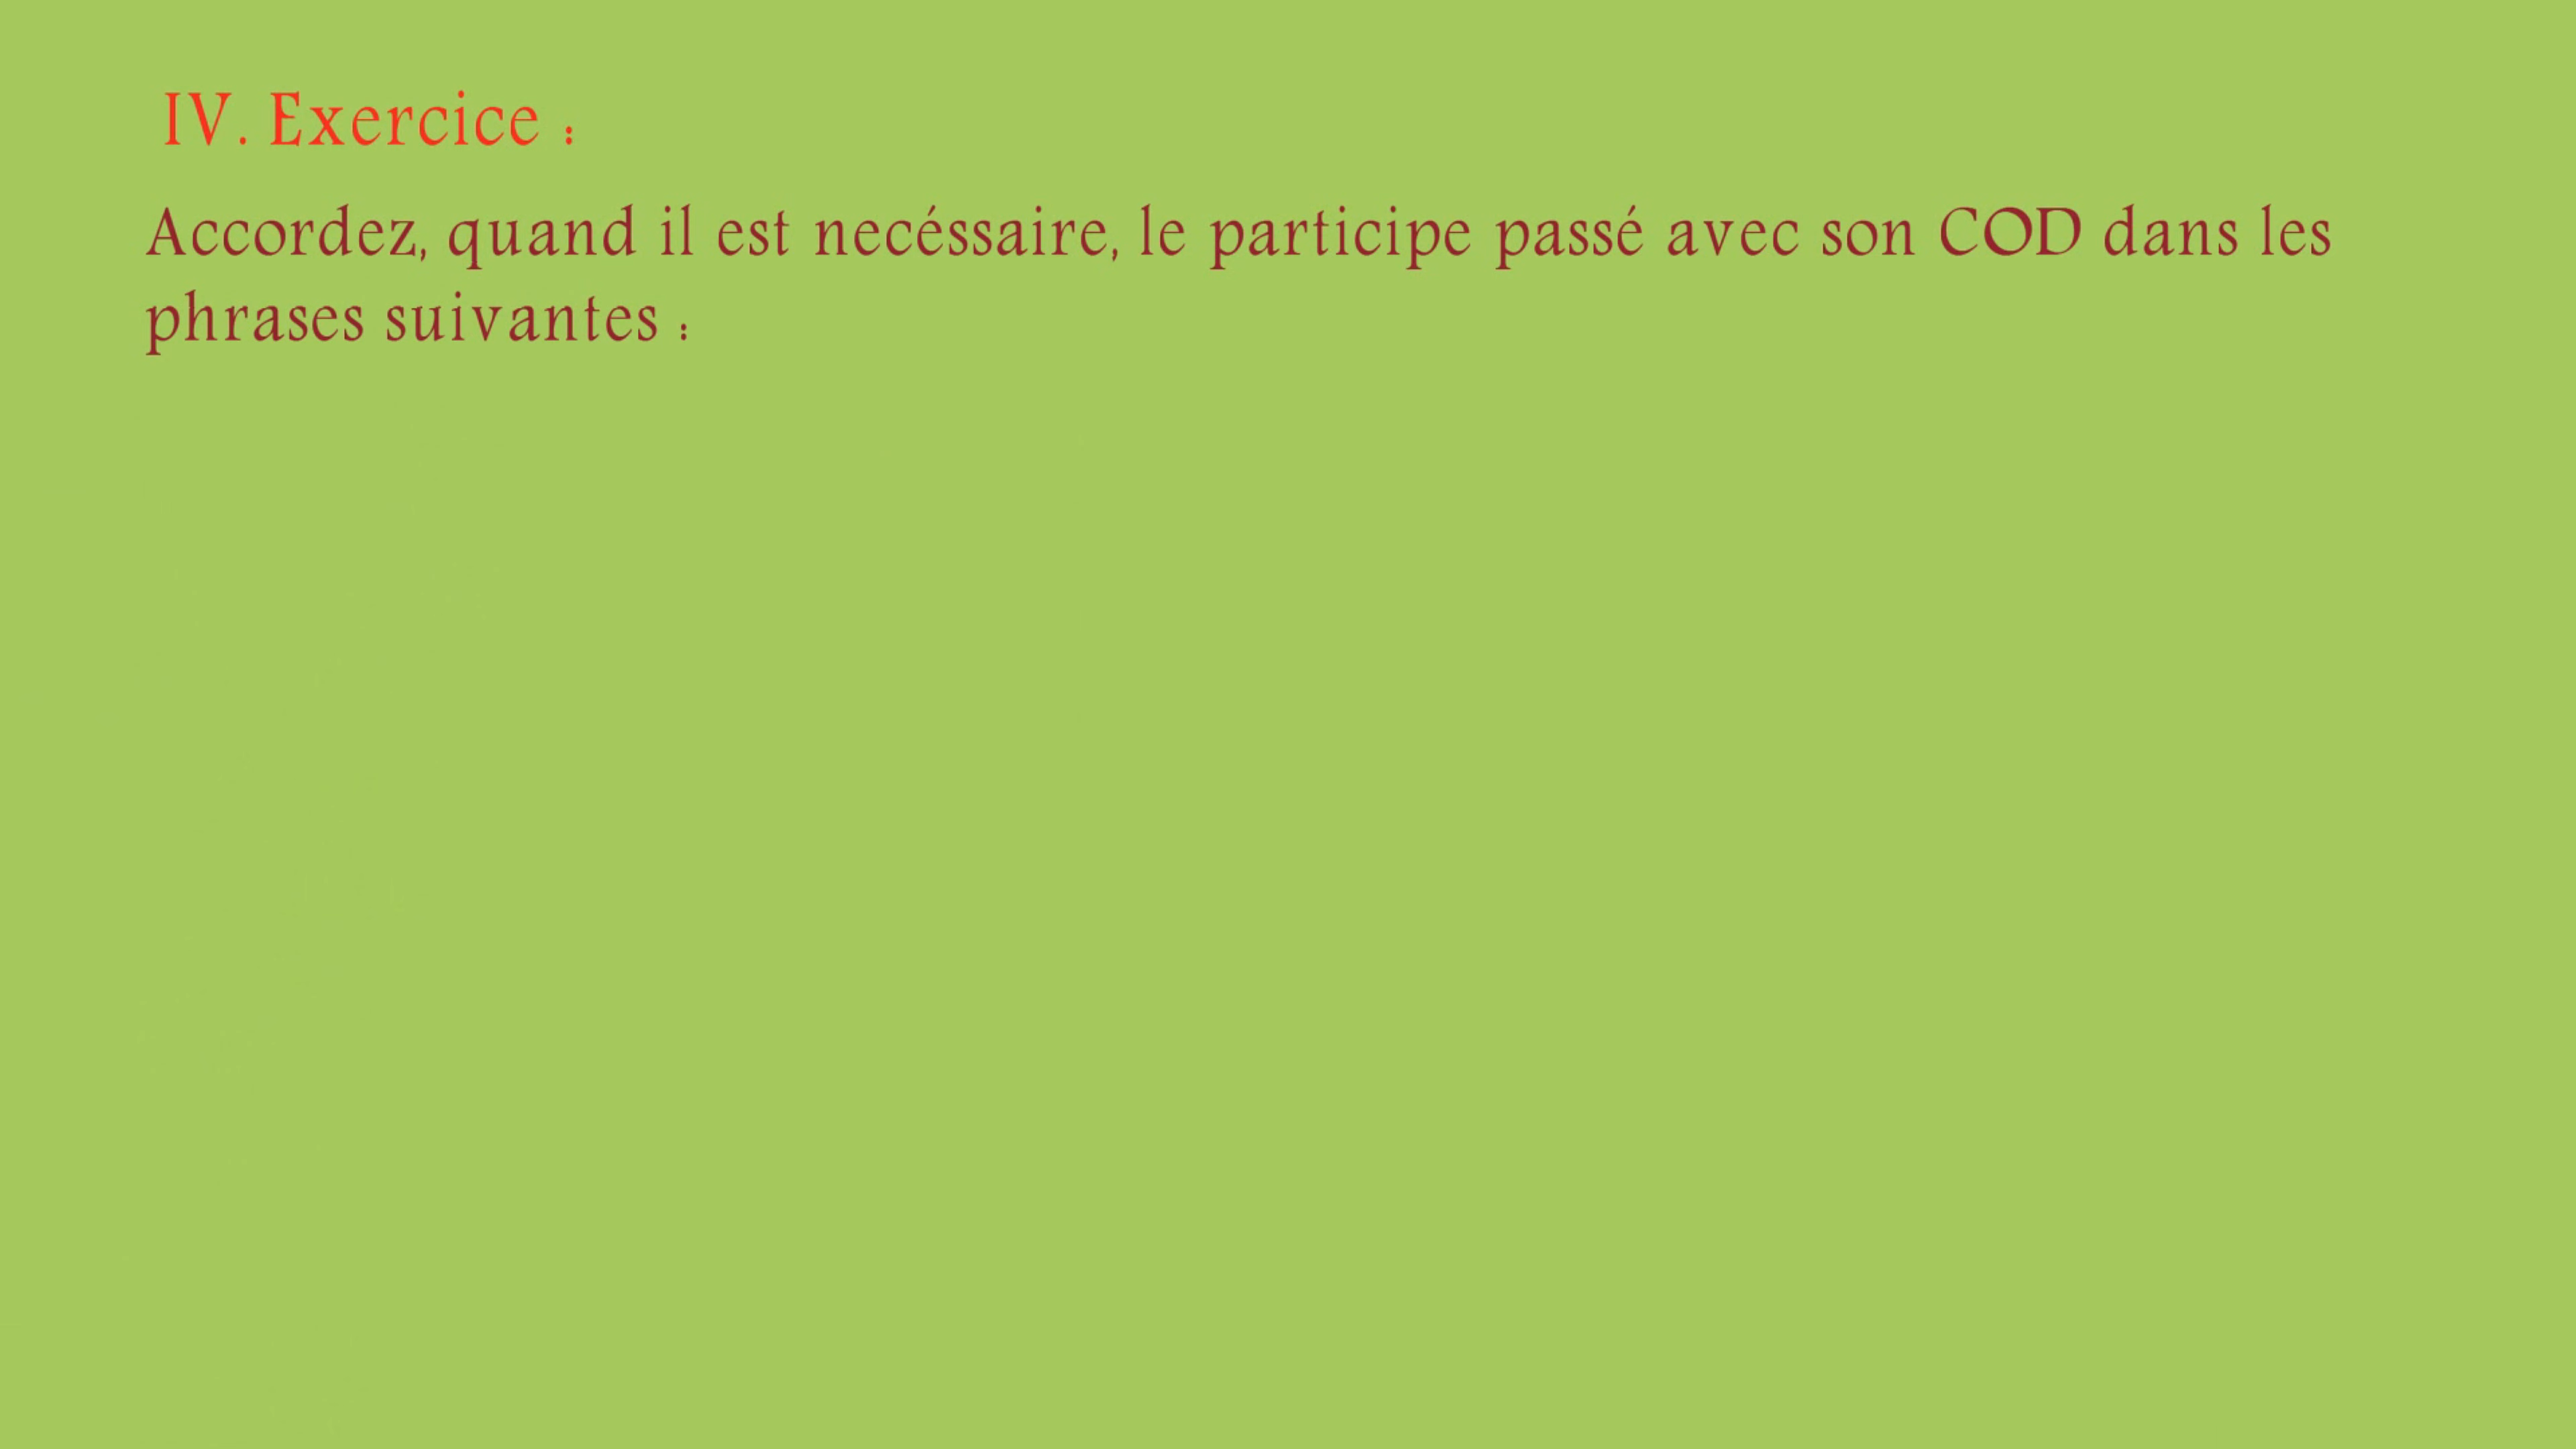 IV. Exercice :
Accordez, quand il est necéssaire, le participe passé avec son COD dans les
phrases suivantes :